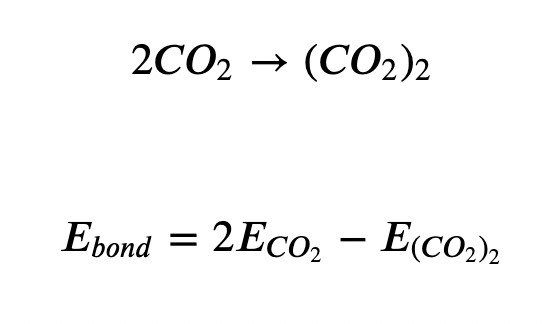 2CO₂ → (CO₂)₂
E_bond = 2E_CO₂ − E_(CO₂)₂